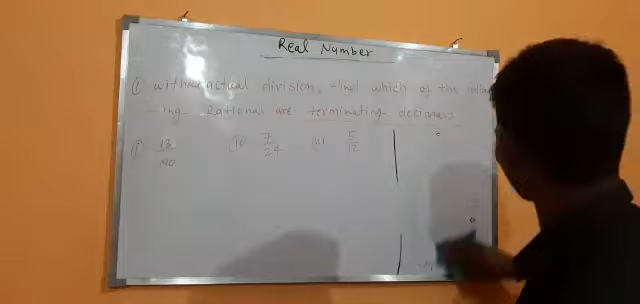 Real Number
① without actual division, find which of the
ing Rational are terminating decimals
(i) 13/80 (ii) 7/24 (iii) 5/12